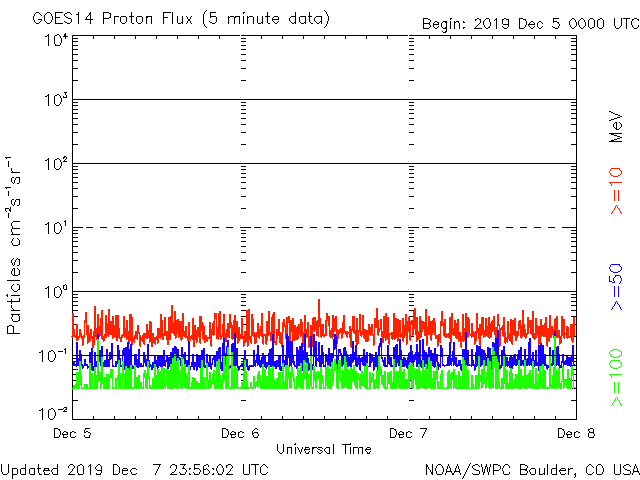 GOES14 Proton Flux (5 minute data)
Begin: 2019 Dec 5 0000 UTC
10⁴
10³
10²
10¹
10⁰
10⁻¹
10⁻²
Particles cm⁻²s⁻¹sr⁻¹
MeV
>=10
>=50
>=100
Dec 5
Dec 6
Dec 7
Dec 8
Universal Time
Updated 2019 Dec 7 23:56:02 UTC
NOAA/SWPC Boulder, CO USA